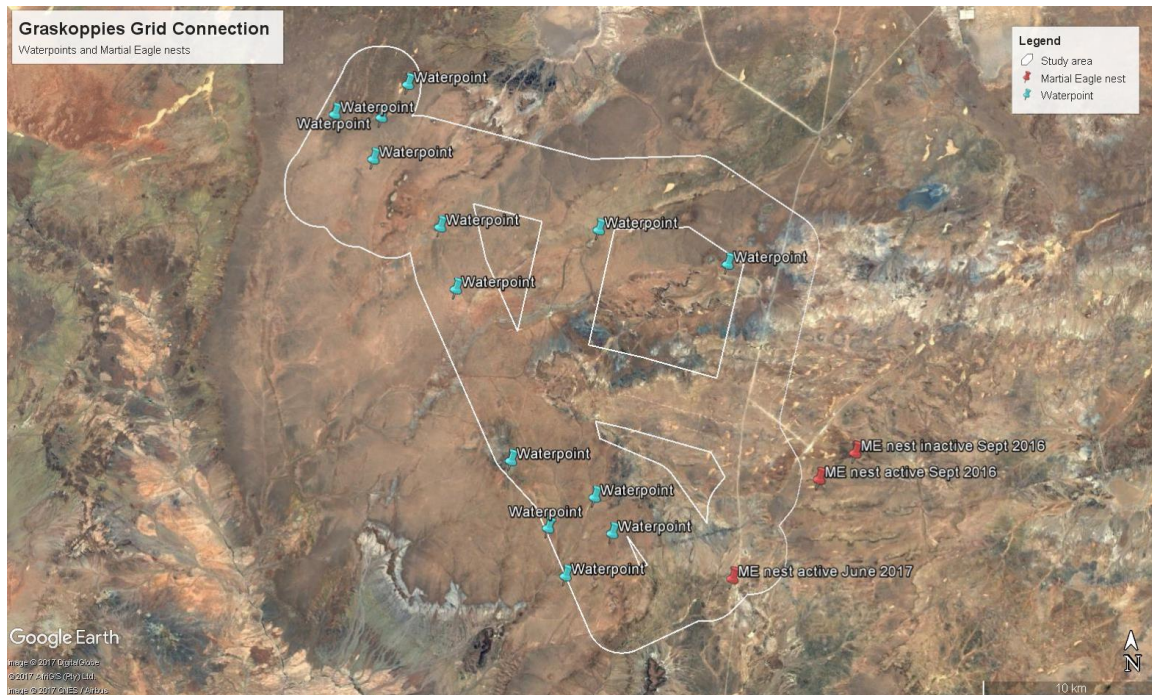 Graskoppies Grid Connection
Waterpoints and Martial Eagle nests
Legend
Study area
Martial Eagle nest
Waterpoint
Waterpoint
Waterpoint
Waterpoint
Waterpoint
Waterpoint
Waterpoint
Waterpoint
Waterpoint
ME nest inactive Sept 2016
Waterpoint
ME nest active Sept 2016
Waterpoint
Waterpoint
Waterpoint
Waterpoint
ME nest active June 2017
Google Earth
Image © 2017 DigitalGlobe
© 2017 AfriGIS (Pty) Ltd.
Image © 2017 CNES / Airbus
N
10 km